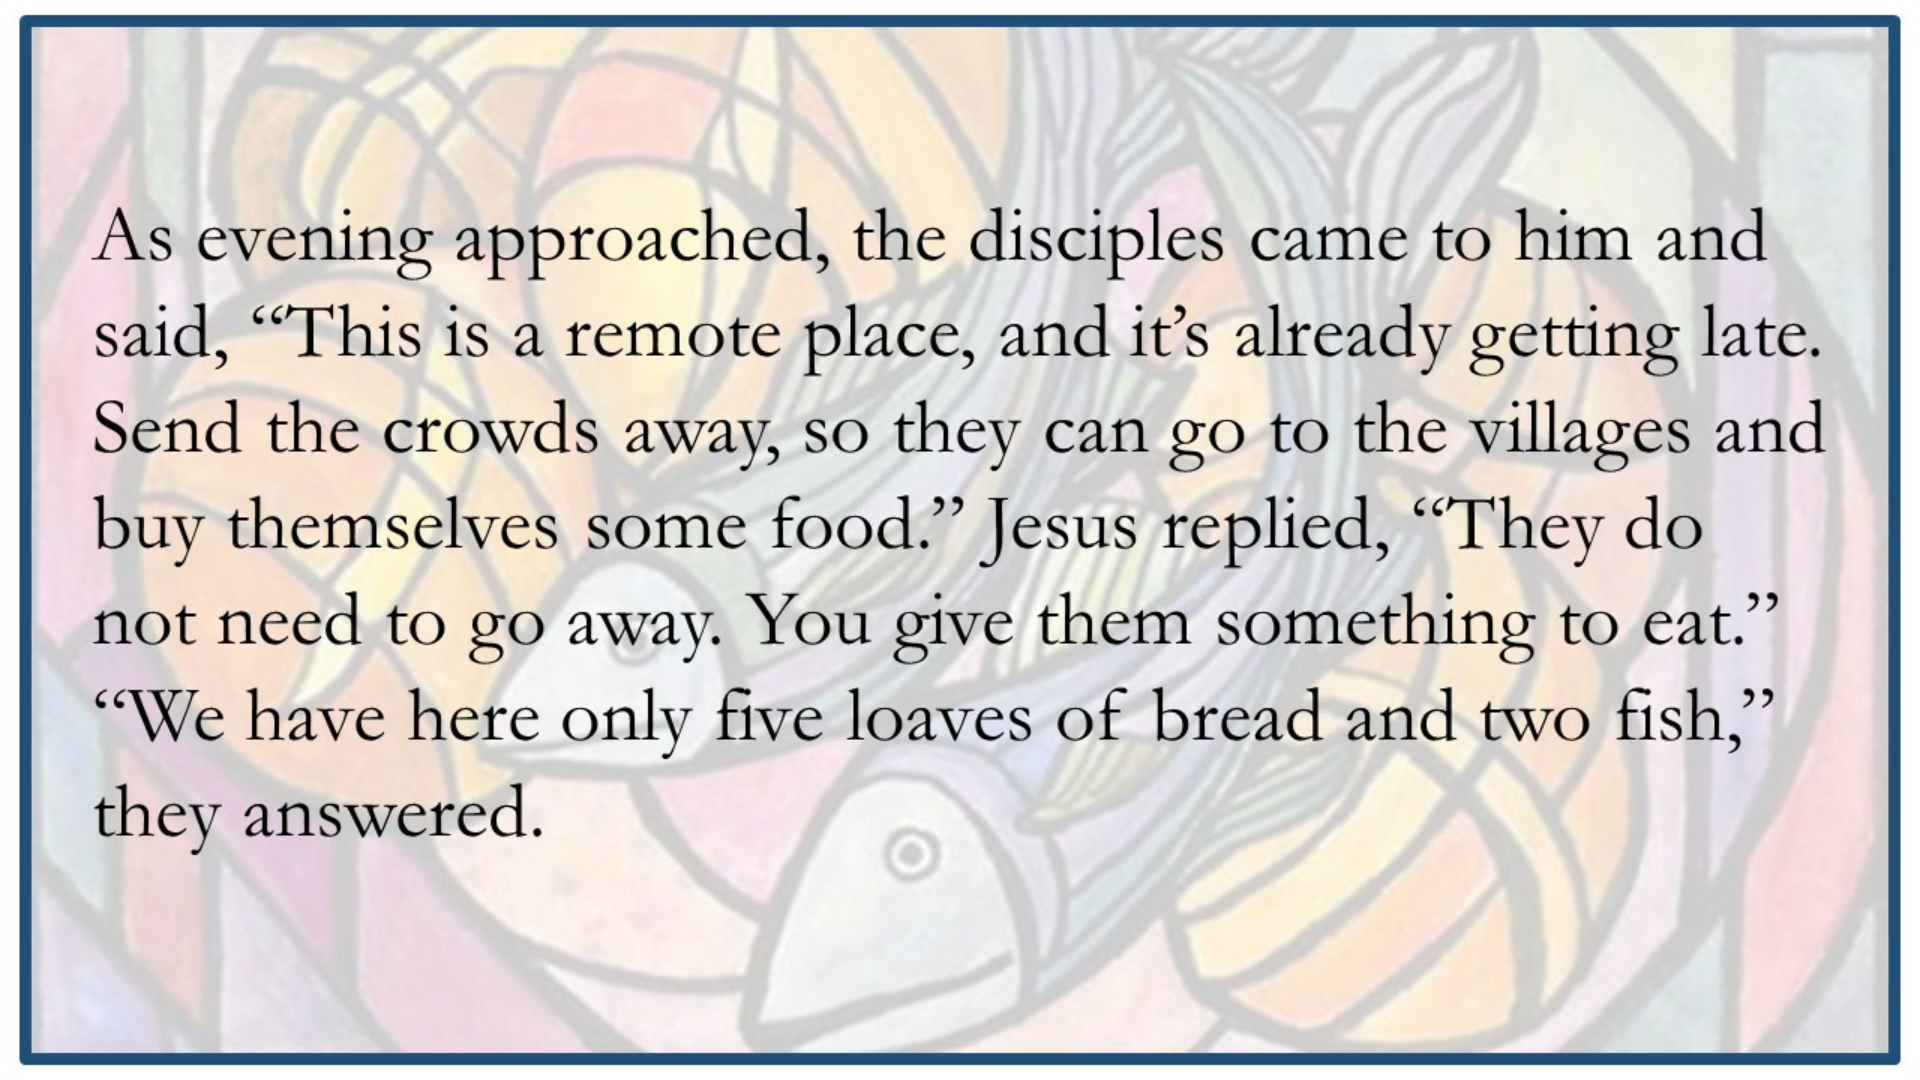 As evening approached, the disciples came to him and
said, “This is a remote place, and it’s already getting late.
Send the crowds away, so they can go to the villages and
buy themselves some food.” Jesus replied, “They do
not need to go away. You give them something to eat.”
“We have here only five loaves of bread and two fish,”
they answered.